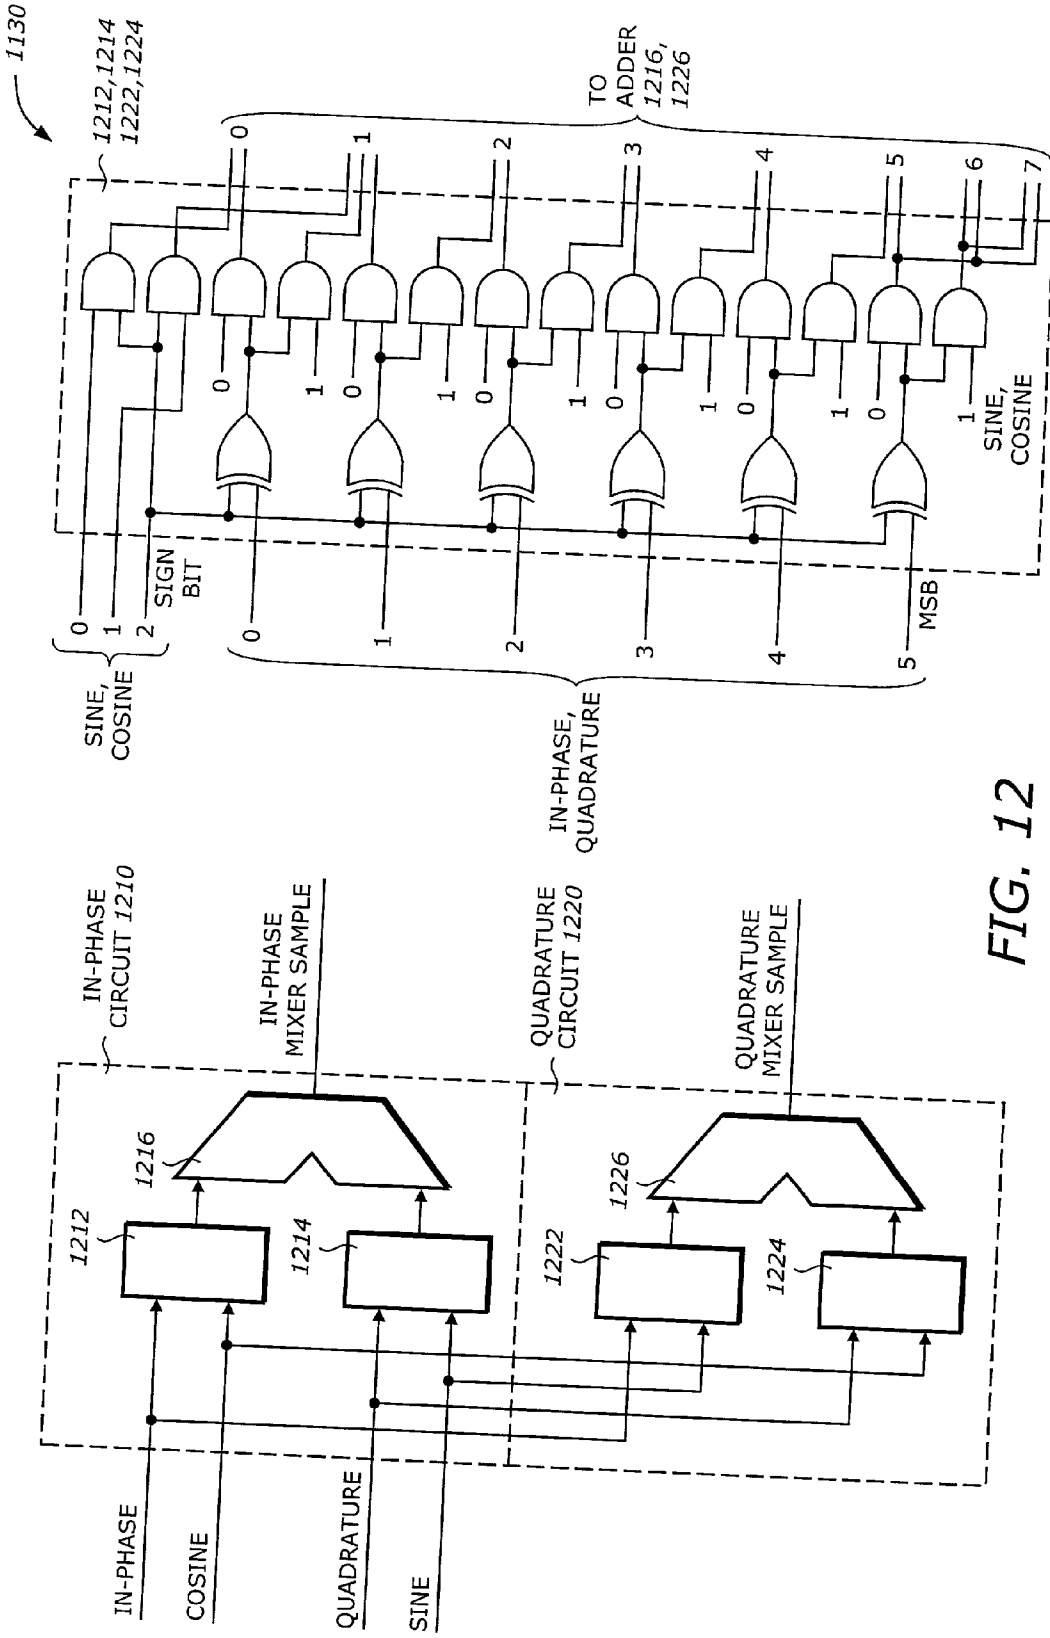 1130
1212,1214
1222,1224
SINE,
COSINE
0
1
2
SIGN
BIT
IN-PHASE,
QUADRATURE
0
1
2
3
4
5
MSB
0
1
0
1
0
1
0
1
0
1
0
1
SINE,
COSINE
0
1
2
3
4
5
6
7
TO
ADDER
1216,
1226
IN-PHASE
CIRCUIT 1210
IN-PHASE
COSINE
QUADRATURE
SINE
1212
1214
1216
IN-PHASE
MIXER SAMPLE
QUADRATURE
CIRCUIT 1220
1222
1224
1226
QUADRATURE
MIXER SAMPLE
FIG. 12